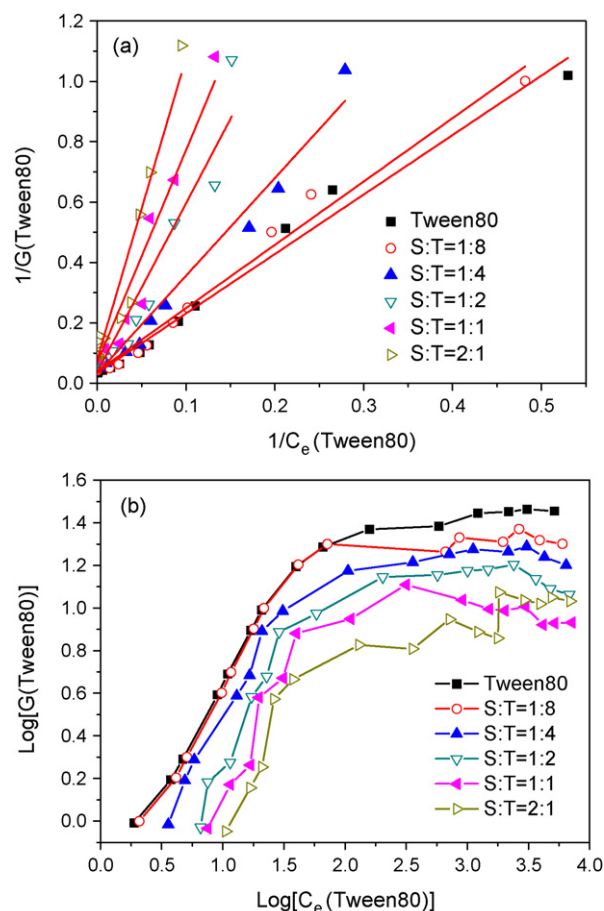 (a)
1/G(Tween80)
1.2
1.0
0.8
0.6
0.4
0.2
0.0
Tween80
S:T=1:8
S:T=1:4
S:T=1:2
S:T=1:1
S:T=2:1
0.0 0.1 0.2 0.3 0.4 0.5
1/Ce (Tween80)
(b)
Log[G(Tween80)]
1.6
1.4
1.2
1.0
0.8
0.6
0.4
0.2
0.0
Tween80
S:T=1:8
S:T=1:4
S:T=1:2
S:T=1:1
S:T=2:1
0.0 0.5 1.0 1.5 2.0 2.5 3.0 3.5 4.0
Log[Ce (Tween80)]